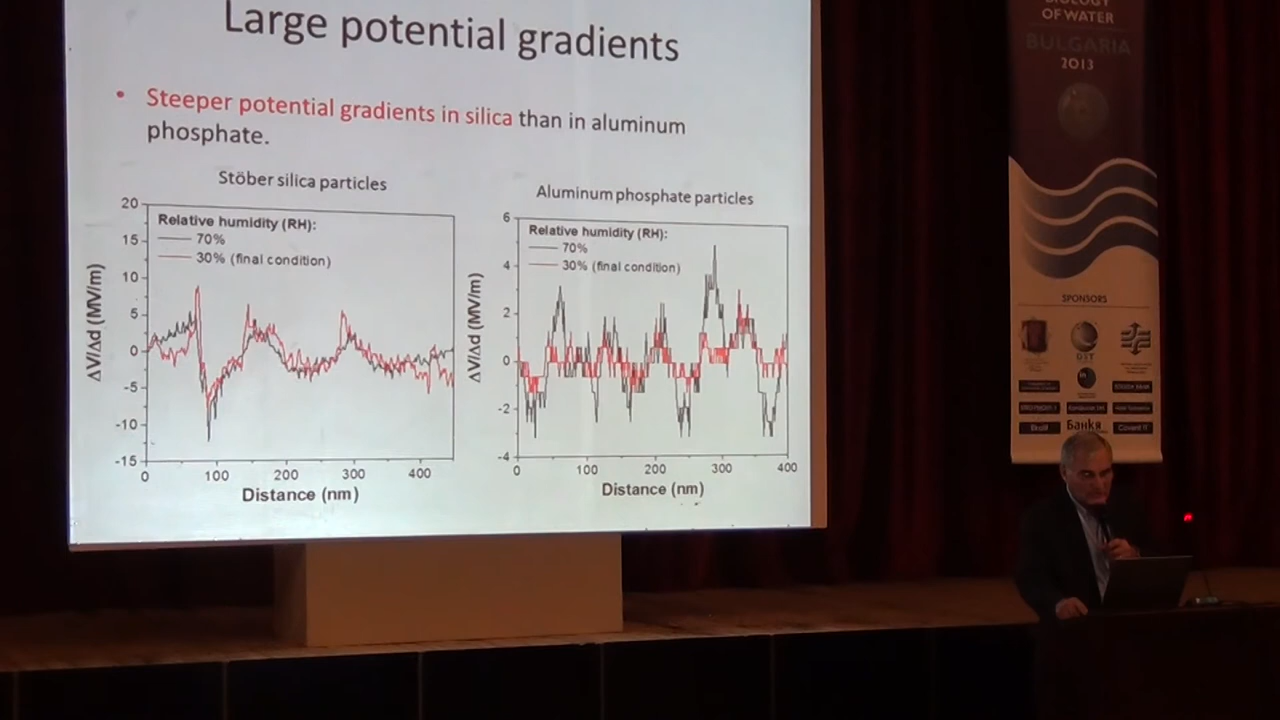 Large potential gradients
• Steeper potential gradients in silica than in aluminum
phosphate.
Stöber silica particles
Relative humidity (RH):
70%
30% (final condition)
20
15
10
5
0
-5
-10
-15
ΔV/Δd (MV/m)
0 100 200 300 400
Distance (nm)
Aluminum phosphate particles
Relative humidity (RH):
70%
30% (final condition)
6
4
2
0
-2
-4
ΔV/Δd (MV/m)
0 100 200 300 400
Distance (nm)
BIOLOGY
OF WATER
BULGARIA
2013
SPONSORS
Банкя